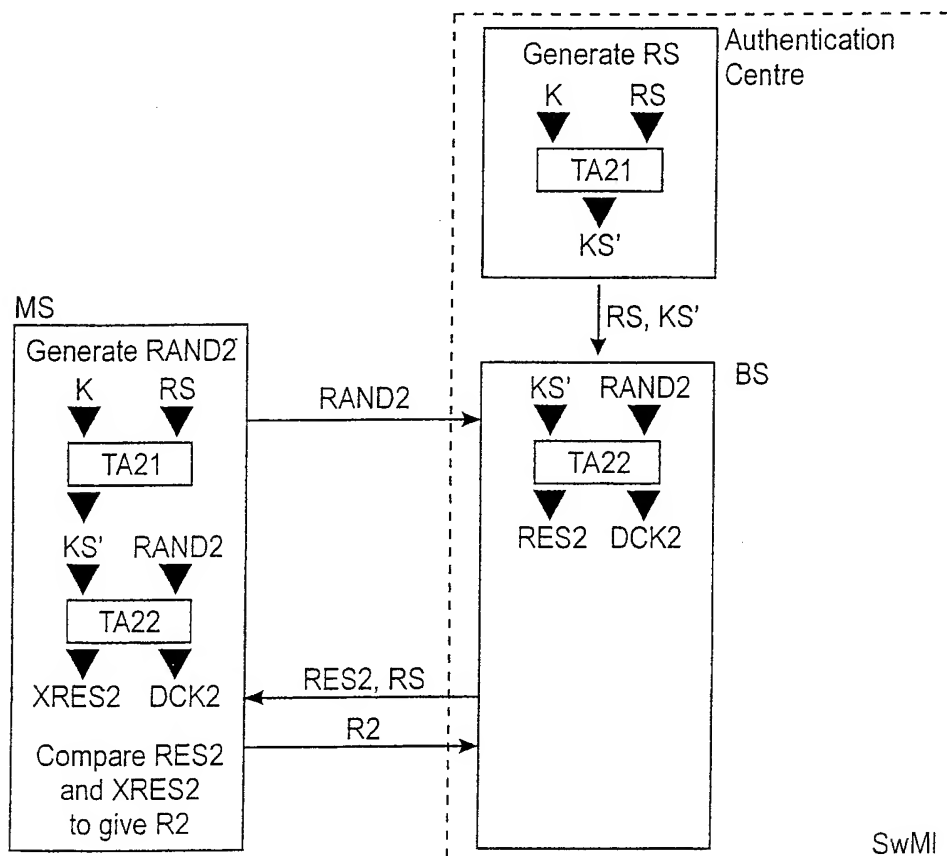 Authentication
Centre
Generate RS
K RS
TA21
KS'
RS, KS'
MS
Generate RAND2
K RS
TA21
KS' RAND2
TA22
XRES2 DCK2
Compare RES2
and XRES2
to give R2
RAND2
RES2, RS
R2
BS
KS' RAND2
TA22
RES2 DCK2
SwMI